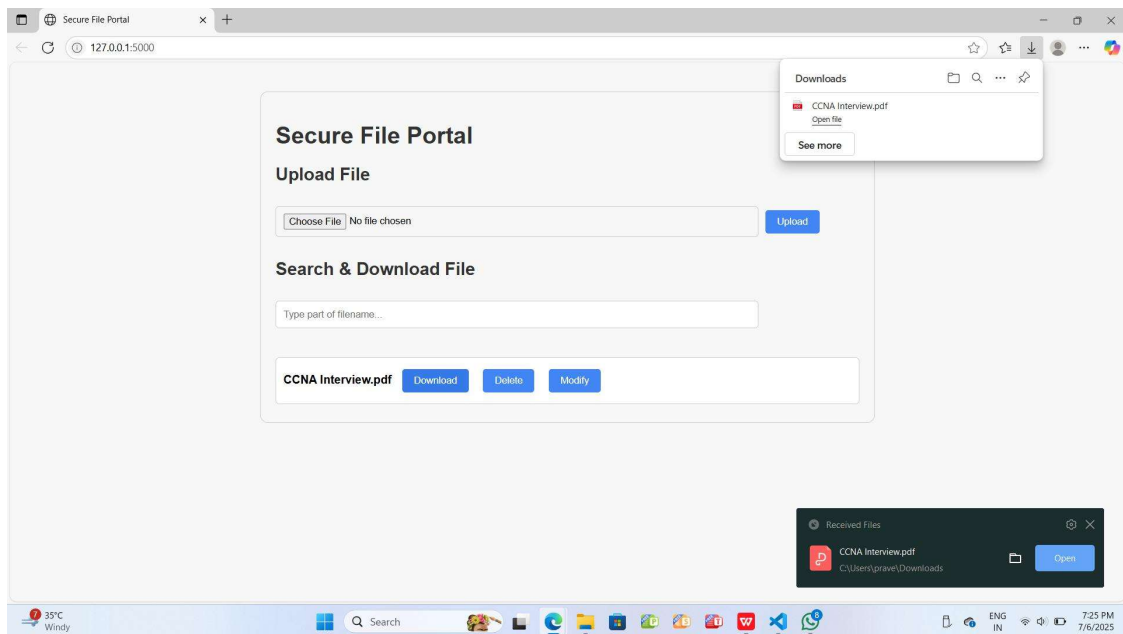 Secure File Portal
127.0.0.1:5000
Downloads
CCNA Interview.pdf
Open file
See more
Secure File Portal
Upload File
Choose File No file chosen
Upload
Search & Download File
Type part of filename...
CCNA Interview.pdf Download Delete Modify
Received Files
CCNA Interview.pdf
C:\Users\prave\Downloads
Open
7
35°C
Windy
Search
W
8
ENG
IN
7:25 PM
7/6/2025